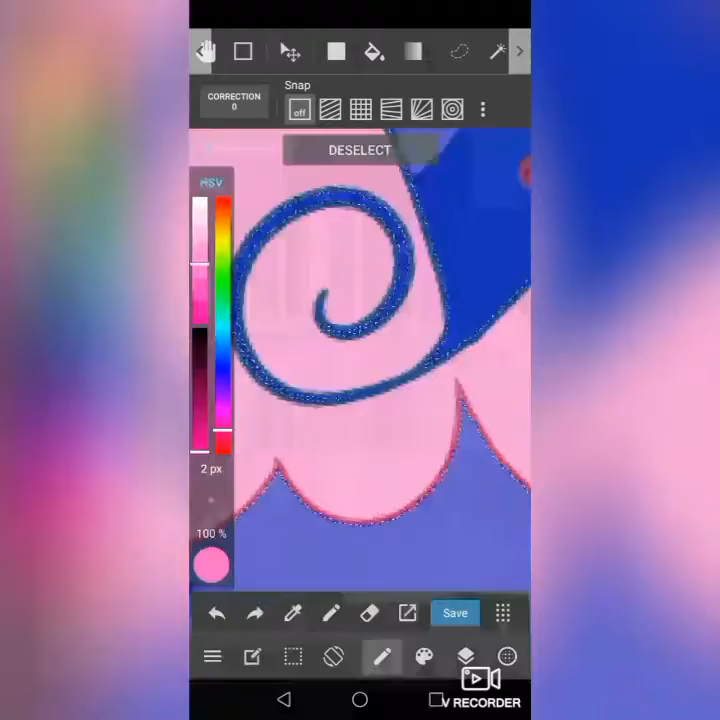 Snap
CORRECTION
0
off
DESELECT
HSV
2 px
100 %
Save
V RECORDER